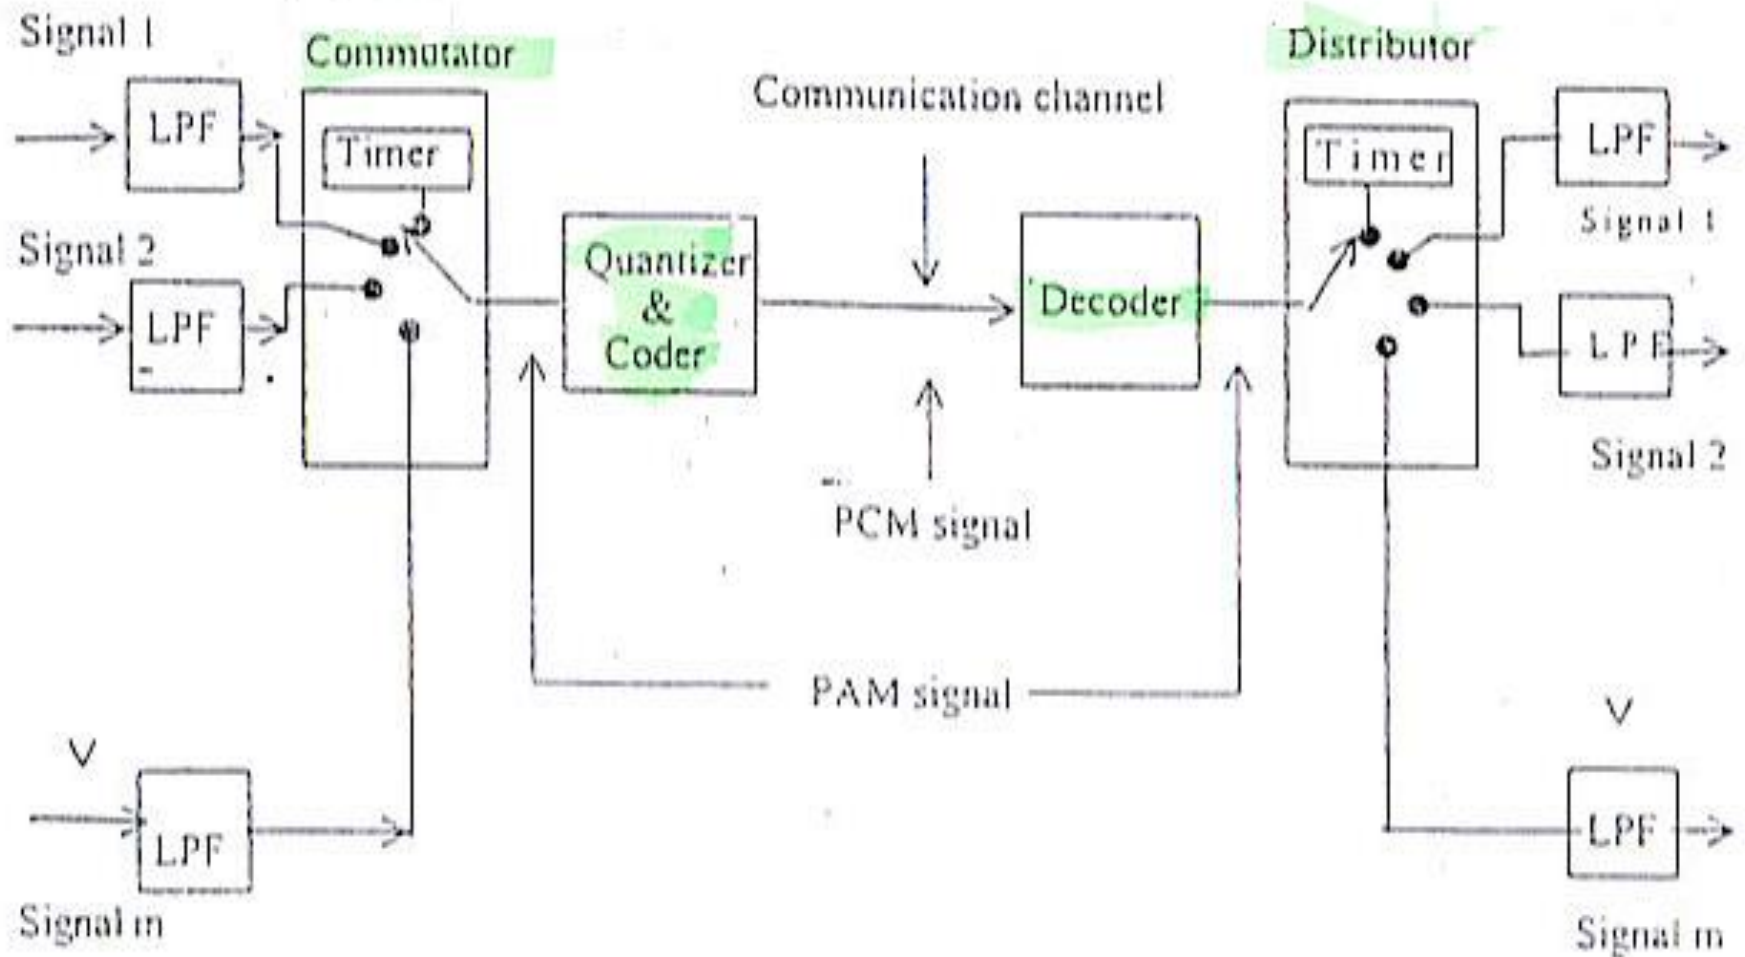 Signal 1
Commutator
Distributor
Communication channel
LPF
Timer
Timer
LPF
Signal 1
Signal 2
Quantizer
&
Coder
Decoder
LPF
LPF
Signal 2
PCM signal
PAM signal
V
V
LPF
LPF
Signal m
Signal m